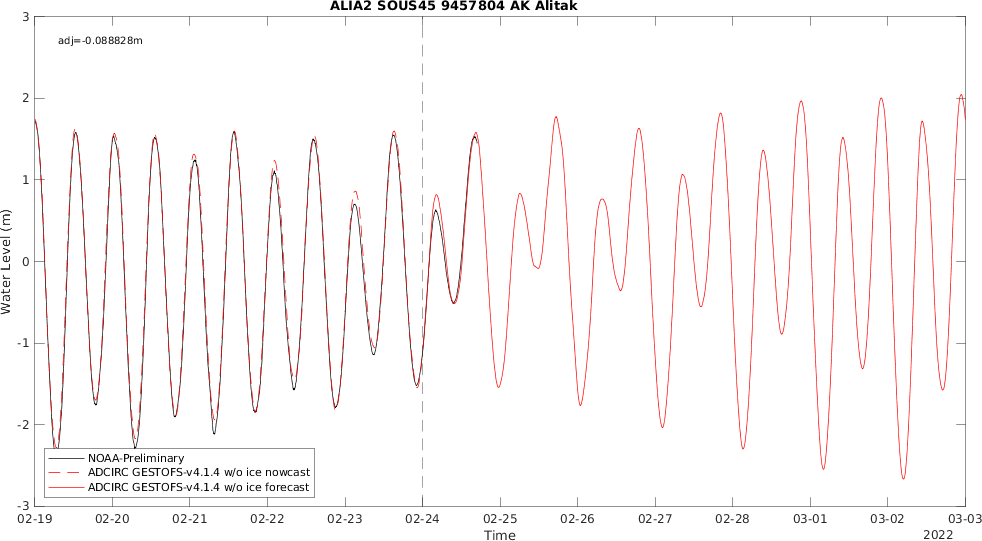 ALIA2 SOUS45 9457804 AK Alitak
adj=-0.088828m
Water Level (m)
3
2
1
0
-1
-2
-3
NOAA-Preliminary
ADCIRC GESTOFS-v4.1.4 w/o ice nowcast
ADCIRC GESTOFS-v4.1.4 w/o ice forecast
02-19 02-20 02-21 02-22 02-23 02-24 02-25 02-26 02-27 02-28 03-01 03-02 03-03
Time
2022